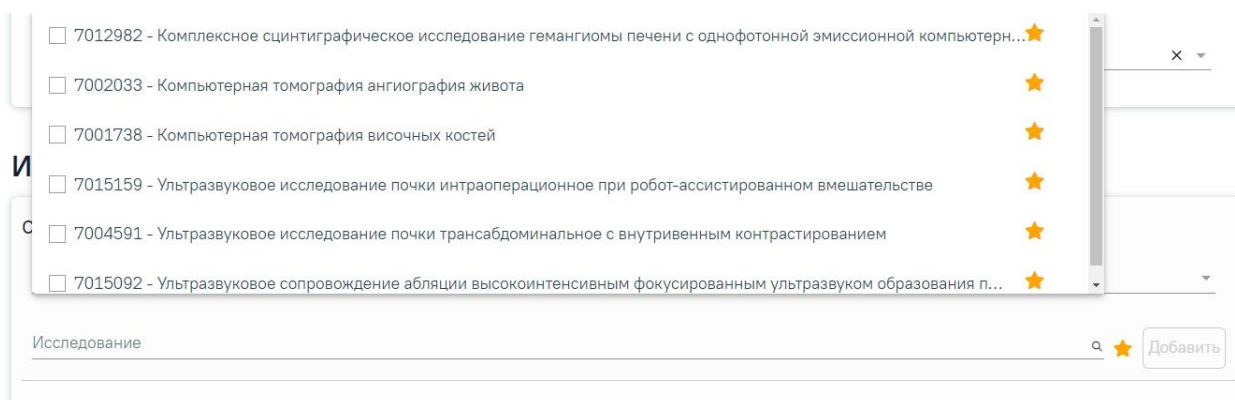 7012982 - Комплексное сцинтиграфическое исследование гемангиомы печени с однофотонной эмиссионной компьютерн...
7002033 - Компьютерная томография ангиография живота
7001738 - Компьютерная томография височных костей
И
7015159 - Ультразвуковое исследование почки интраоперационное при робот-ассистированном вмешательстве
7004591 - Ультразвуковое исследование почки трансабдоминальное с внутривенным контрастированием
7015092 - Ультразвуковое сопровождение абляции высокоинтенсивным фокусированным ультразвуком образования п...
Исследование
Добавить